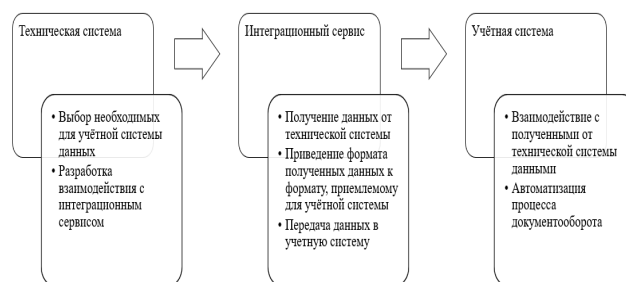 Техническая система
• Выбор необходимых
для учётной системы
данных
• Разработка
взаимодействия с
интеграционным
сервисом
Интеграционный сервис
• Получение данных от
технической системы
• Приведение формата
полученных данных к
формату, приемлемому
для учётной системы
• Передача данных в
учетную систему
Учётная система
• Взаимодействие с
полученными от
технической системы
данными
• Автоматизация
процесса
документооборота